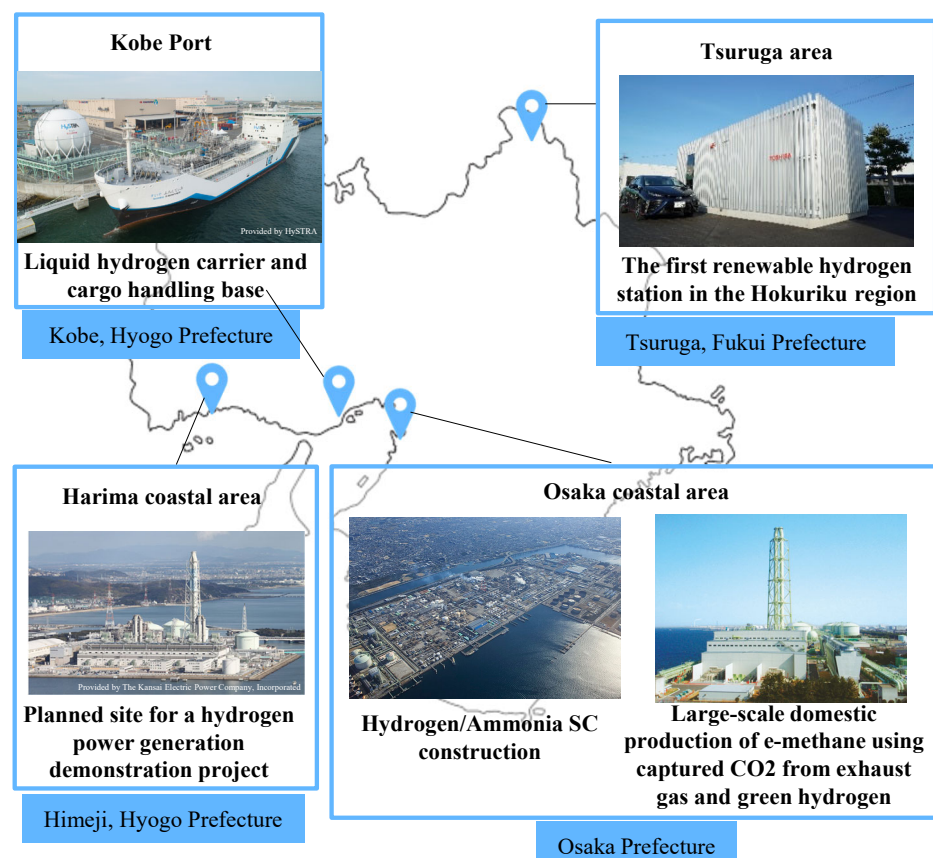 Kobe Port
HySTRA
Provided by HySTRA
Liquid hydrogen carrier and
cargo handling base
Kobe, Hyogo Prefecture
Tsuruga area
TOSHIBA
The first renewable hydrogen
station in the Hokuriku region
Tsuruga, Fukui Prefecture
Harima coastal area
Provided by The Kansai Electric Power Company, Incorporated
Planned site for a hydrogen
power generation
demonstration project
Himeji, Hyogo Prefecture
Osaka coastal area
Hydrogen/Ammonia SC
construction
Large-scale domestic
production of e-methane using
captured CO2 from exhaust
gas and green hydrogen
Osaka Prefecture